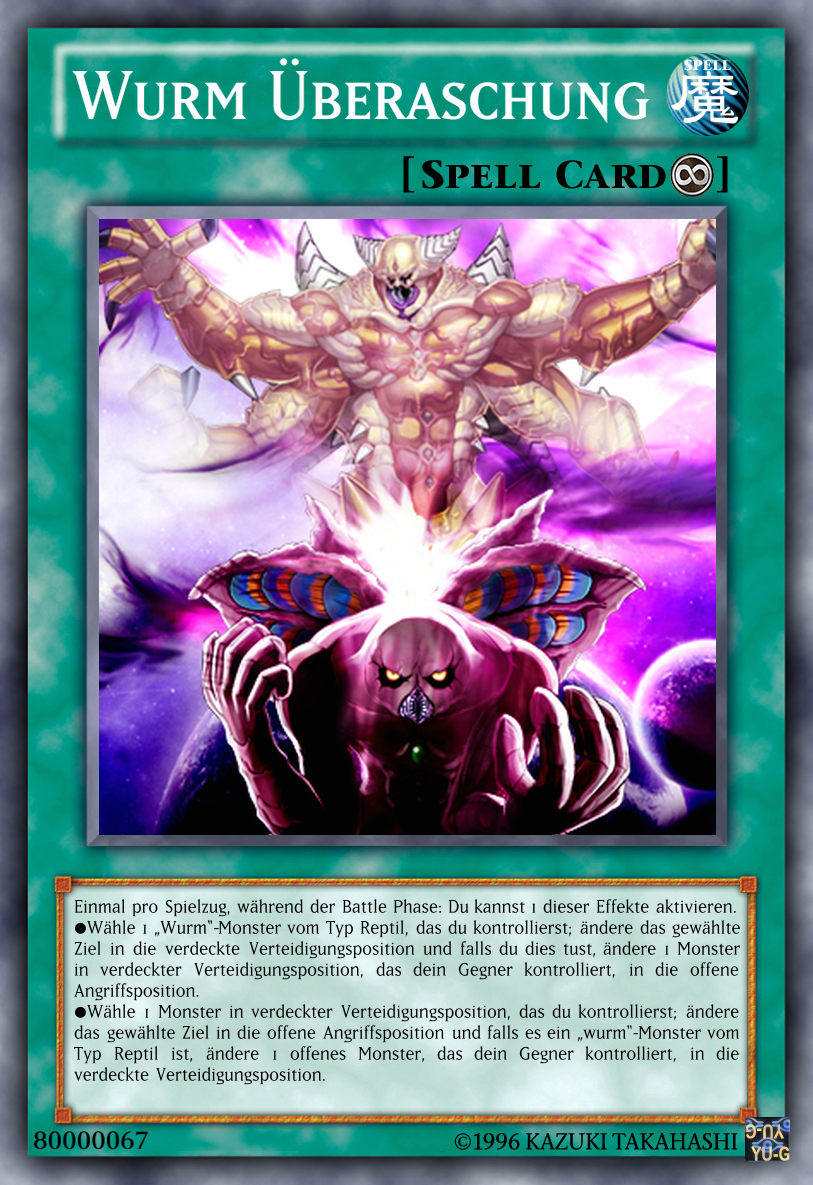 Wurm Überaschung
SPELL
魔
[Spell Card∞]
Einmal pro Spielzug, während der Battle Phase: Du kannst 1 dieser Effekte aktivieren.
●Wähle 1 „Wurm“-Monster vom Typ Reptil, das du kontrollierst; ändere das gewählte
Ziel in die verdeckte Verteidigungsposition und falls du dies tust, ändere 1 Monster
in verdeckter Verteidigungsposition, das dein Gegner kontrolliert, in die offene
Angriffsposition.
●Wähle 1 Monster in verdeckter Verteidigungsposition, das du kontrollierst; ändere
das gewählte Ziel in die offene Angriffsposition und falls es ein „wurm“-Monster vom
Typ Reptil ist, ändere 1 offenes Monster, das dein Gegner kontrolliert, in die
verdeckte Verteidigungsposition.
80000067
©1996 KAZUKI TAKAHASHI
YU-G
YU-G